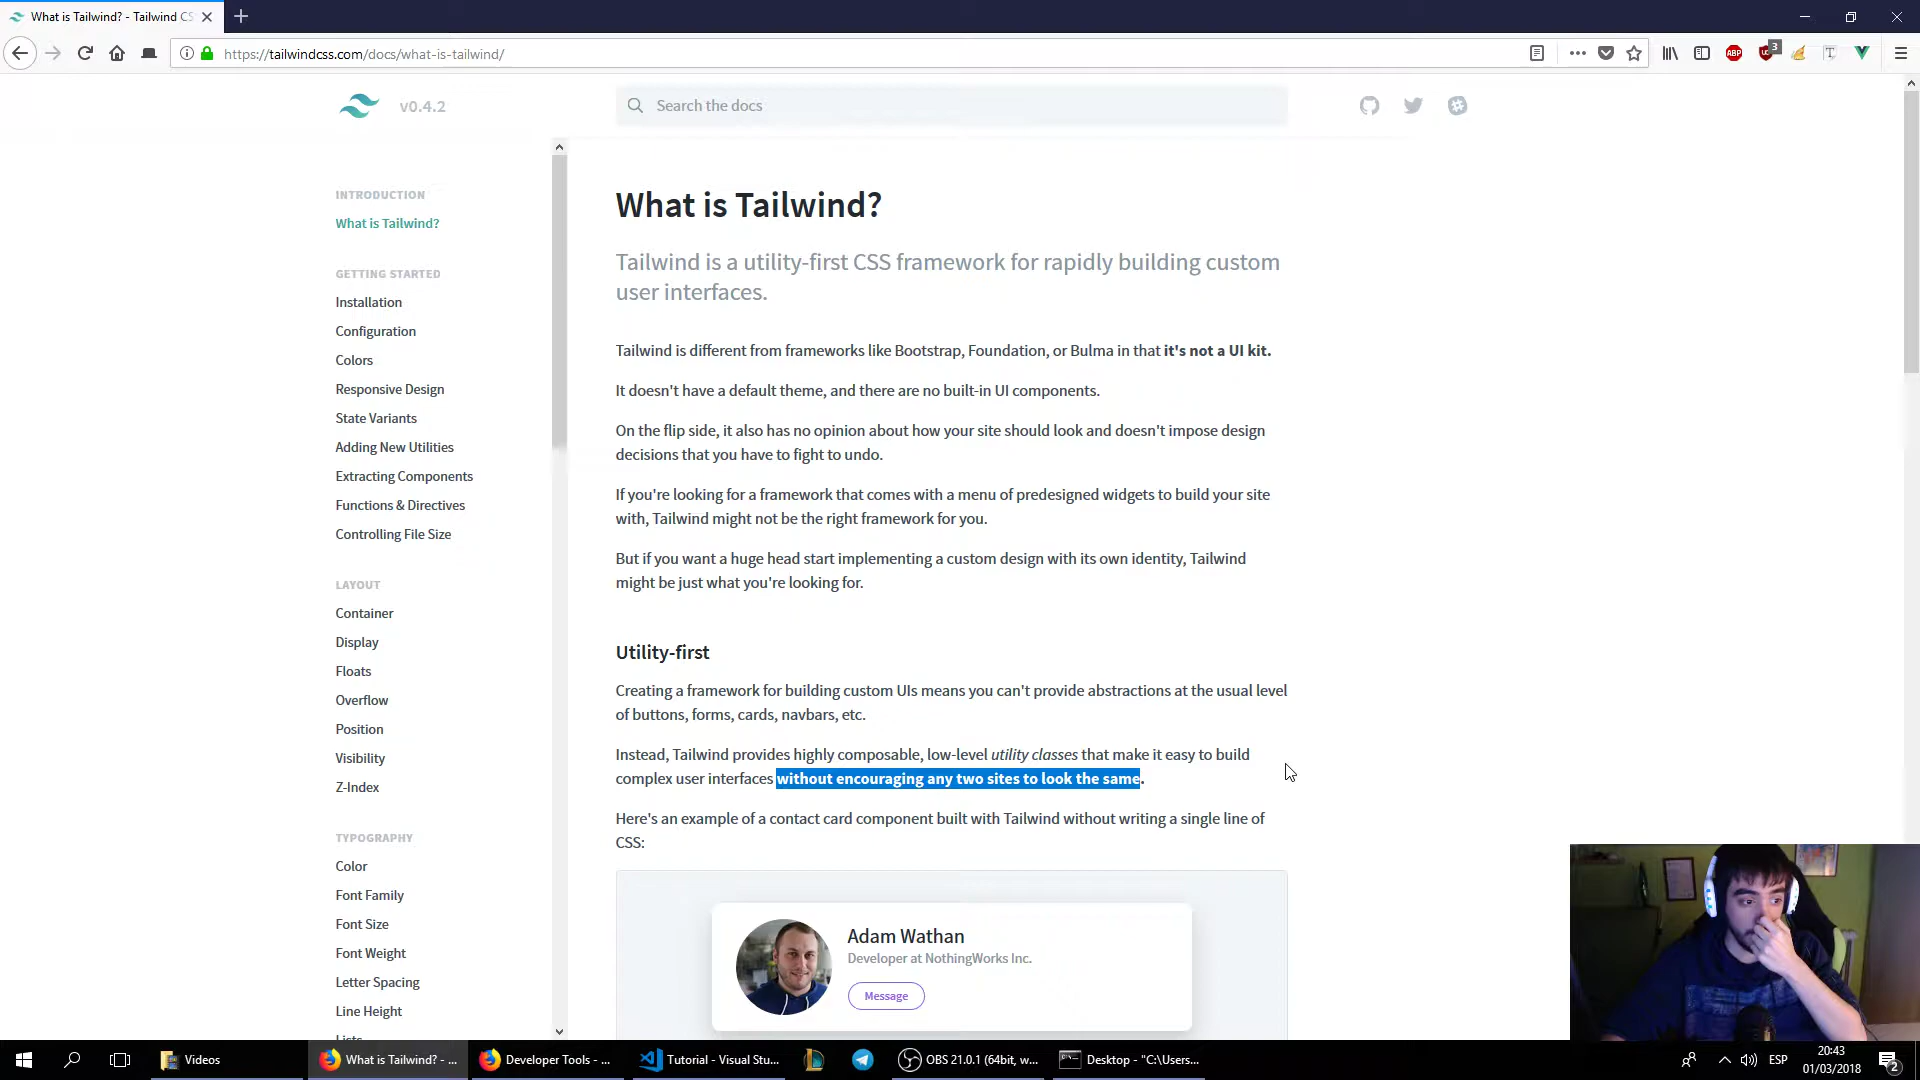 What is Tailwind? - Tailwind CS
https://tailwindcss.com/docs/what-is-tailwind/
ABP
3
v0.4.2
Search the docs
INTRODUCTION
What is Tailwind?
GETTING STARTED
Installation
Configuration
Colors
Responsive Design
State Variants
Adding New Utilities
Extracting Components
Functions & Directives
Controlling File Size
LAYOUT
Container
Display
Floats
Overflow
Position
Visibility
Z-Index
TYPOGRAPHY
Color
Font Family
Font Size
Font Weight
Letter Spacing
Line Height
Lists
What is Tailwind?
Tailwind is a utility-first CSS framework for rapidly building custom
user interfaces.
Tailwind is different from frameworks like Bootstrap, Foundation, or Bulma in that it's not a UI kit.
It doesn't have a default theme, and there are no built-in UI components.
On the flip side, it also has no opinion about how your site should look and doesn't impose design
decisions that you have to fight to undo.
If you're looking for a framework that comes with a menu of predesigned widgets to build your site
with, Tailwind might not be the right framework for you.
But if you want a huge head start implementing a custom design with its own identity, Tailwind
might be just what you're looking for.
Utility-first
Creating a framework for building custom UIs means you can't provide abstractions at the usual level
of buttons, forms, cards, navbars, etc.
Instead, Tailwind provides highly composable, low-level utility classes that make it easy to build
complex user interfaces without encouraging any two sites to look the same.
Here's an example of a contact card component built with Tailwind without writing a single line of
CSS:
Adam Wathan
Developer at NothingWorks Inc.
Message
Videos
What is Tailwind? - ...
Developer Tools - ...
Tutorial - Visual Stu...
OBS 21.0.1 (64bit, w...
Desktop - "C:\Users...
ESP
20:43
01/03/2018
2